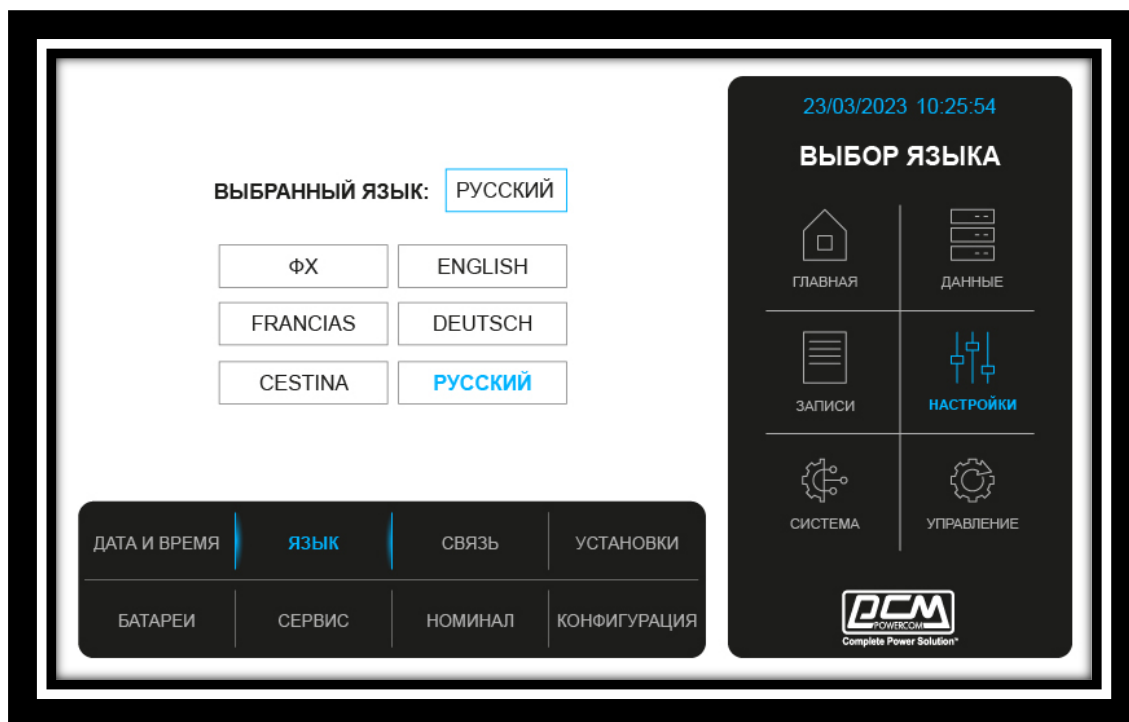 23/03/2023 10:25:54
ВЫБОР ЯЗЫКА
ВЫБРАННЫЙ ЯЗЫК: РУССКИЙ
ФХ ENGLISH
FRANCIAS DEUTSCH
CESTINA РУССКИЙ
ГЛАВНАЯ ДАННЫЕ
ЗАПИСИ НАСТРОЙКИ
СИСТЕМА УПРАВЛЕНИЕ
ДАТА И ВРЕМЯ ЯЗЫК СВЯЗЬ УСТАНОВКИ
БАТАРЕИ СЕРВИС НОМИНАЛ КОНФИГУРАЦИЯ
PCM
POWERCOM
Complete Power Solution™